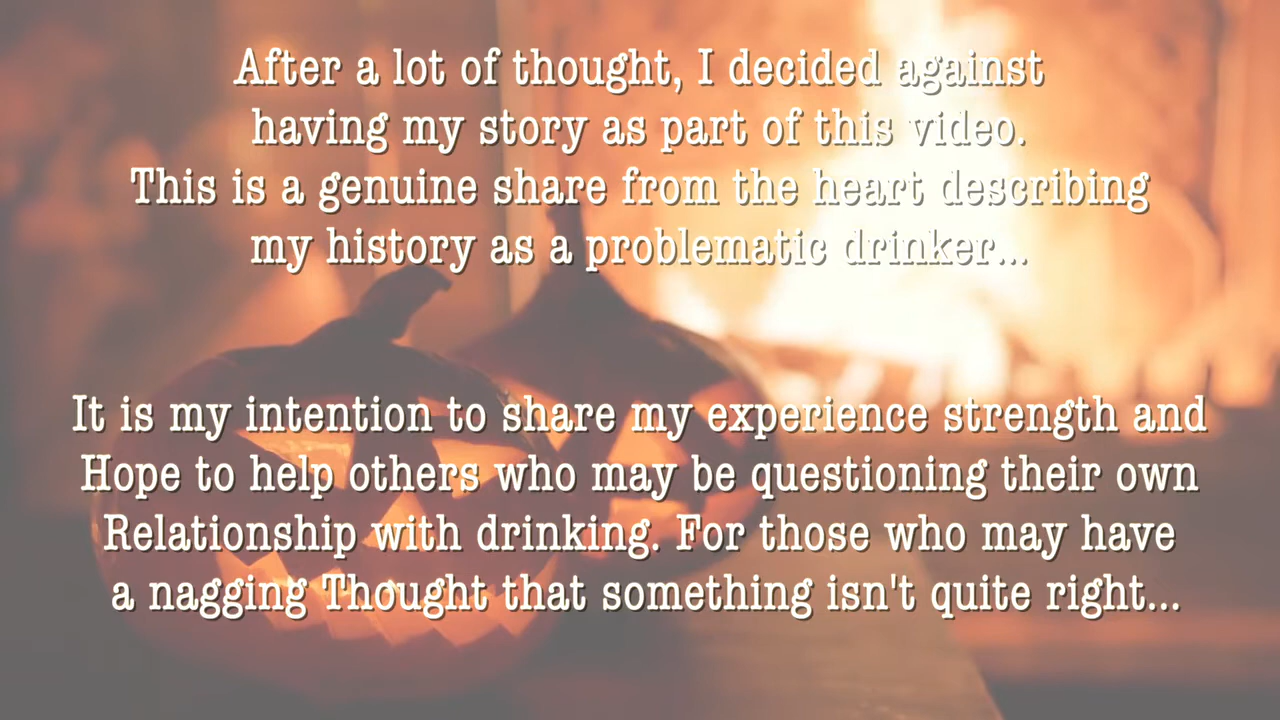 After a lot of thought, I decided against
having my story as part of this video.
This is a genuine share from the heart describing
my history as a problematic drinker...
It is my intention to share my experience strength and
Hope to help others who may be questioning their own
Relationship with drinking. For those who may have
a nagging Thought that something isn't quite right...